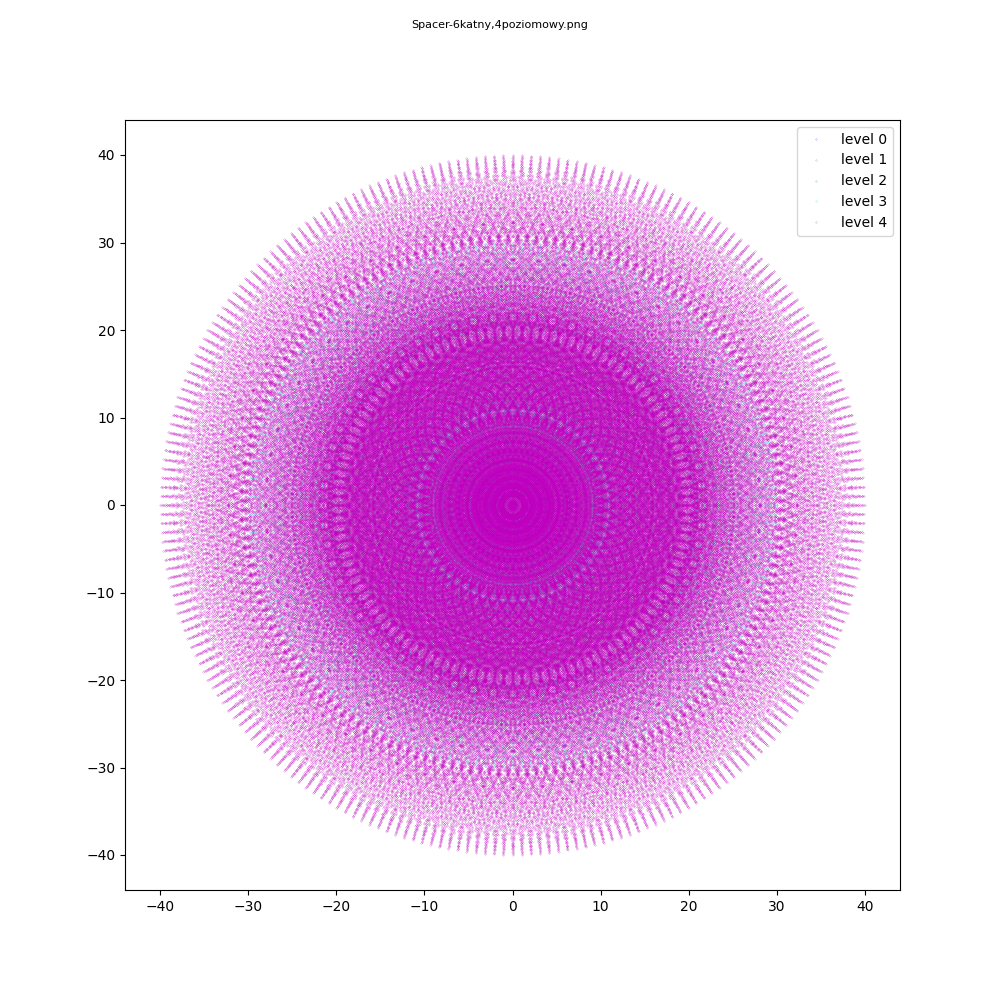 Spacer-6katny,4poziomowy.png
level 0
level 1
level 2
level 3
level 4
40
30
20
10
0
−10
−20
−30
−40
−40 −30 −20 −10 0 10 20 30 40